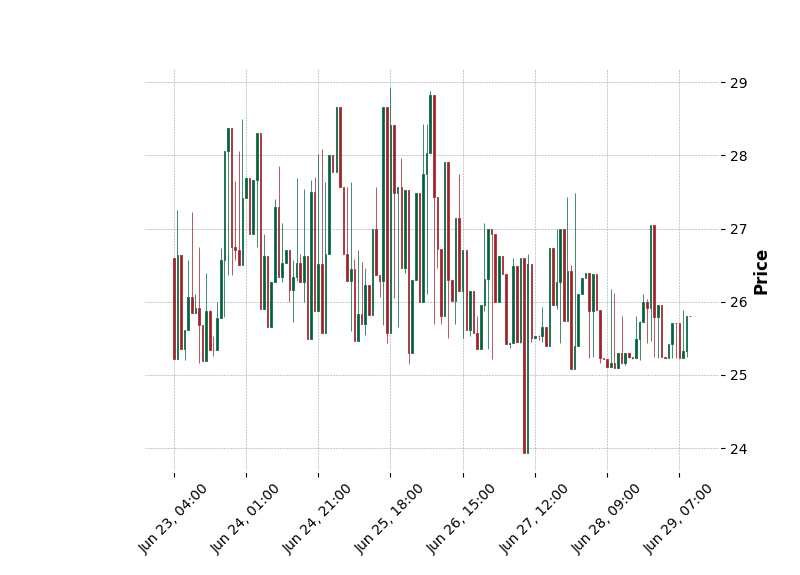 29
28
27
26
25
24
Price
Jun 23, 04:00
Jun 24, 01:00
Jun 24, 21:00
Jun 25, 18:00
Jun 26, 15:00
Jun 27, 12:00
Jun 28, 09:00
Jun 29, 07:00